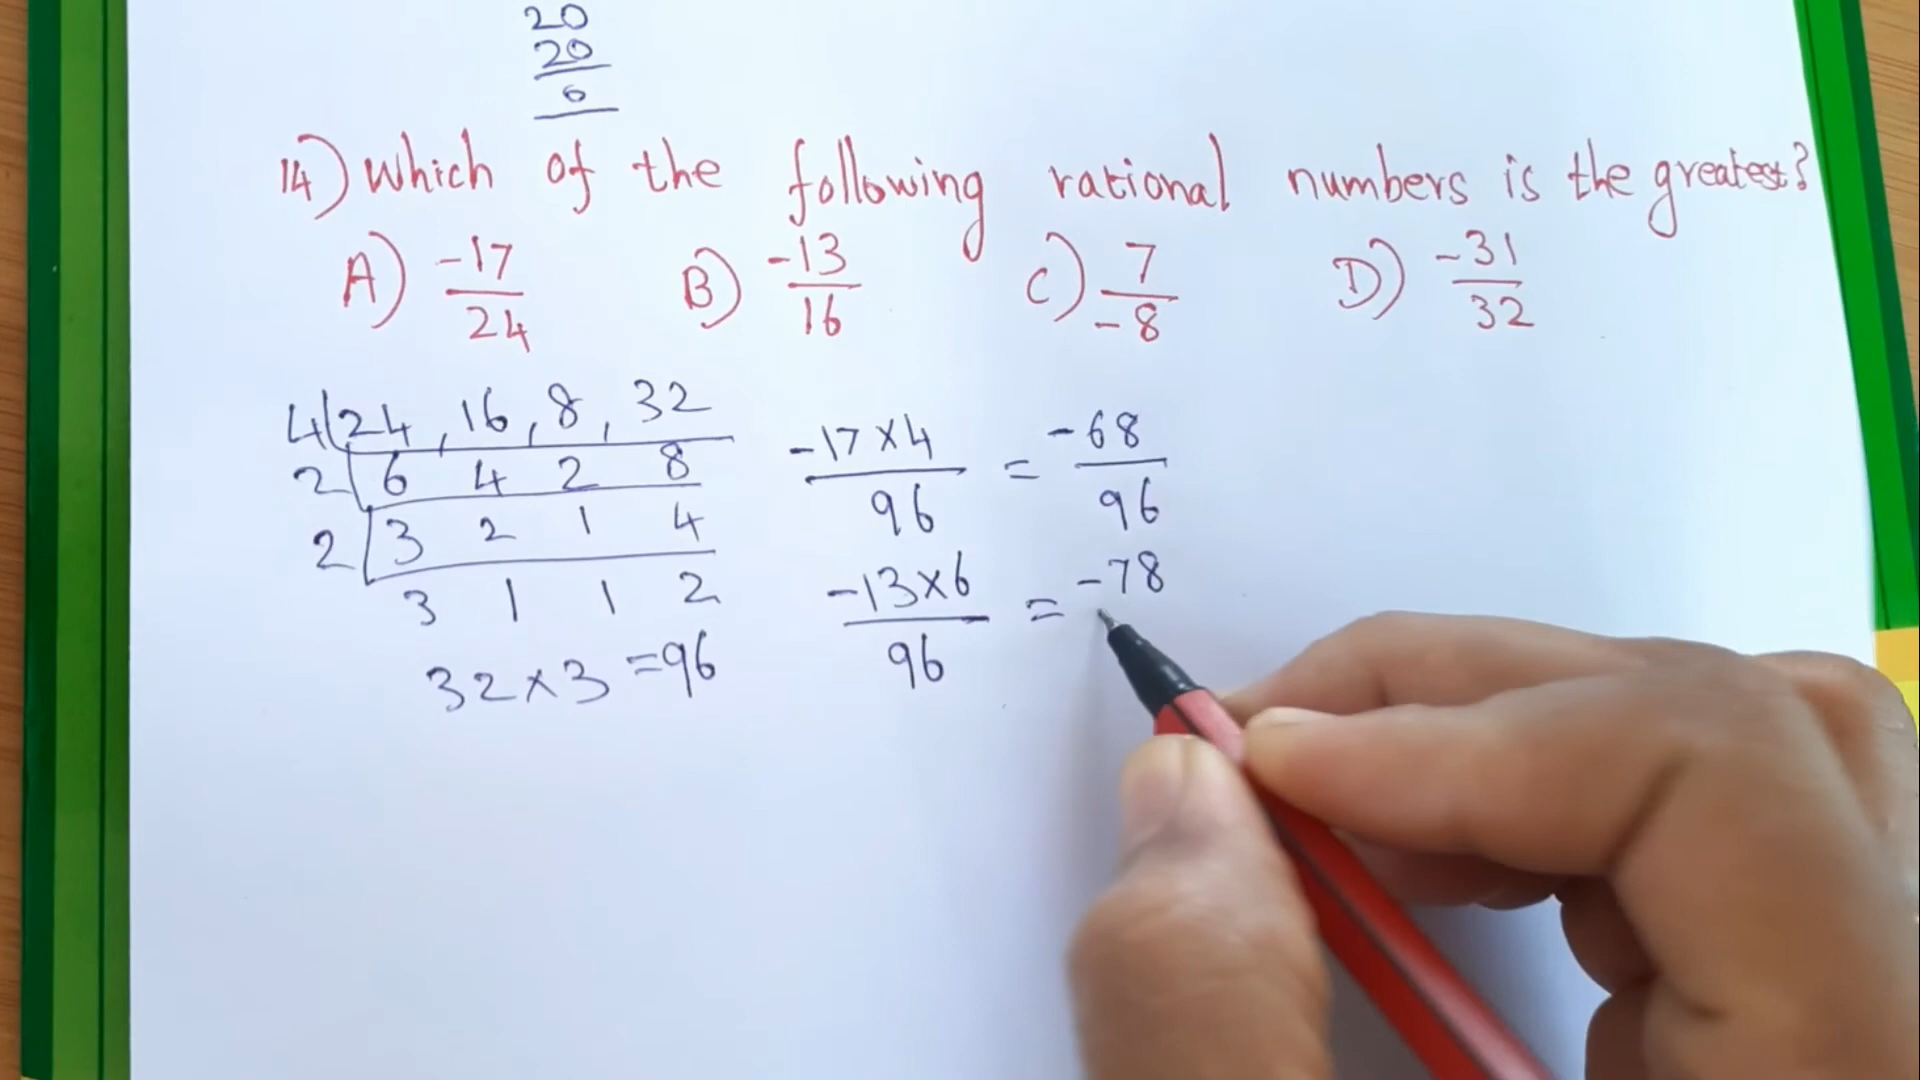 20
20
0
14) Which of the following rational numbers is the greatest?
A) -17/24 B) -13/16 C) 7/-8 D) -31/32
4 24, 16, 8, 32
2 6 4 2 8
2 3 2 1 4
3 1 1 2
32×3 =96
-17×4/96 = -68/96
-13×6/96 = -78